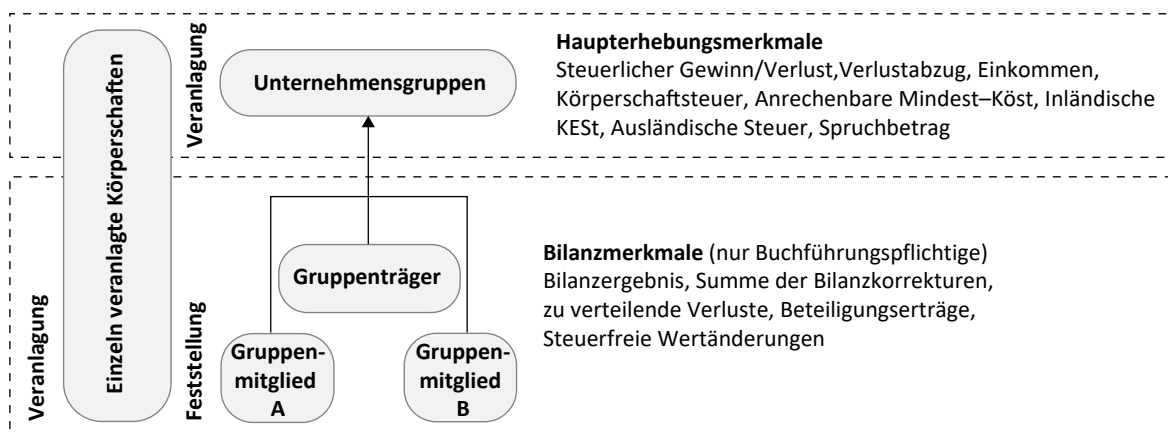 Einzeln veranlagte Körperschaften
Veranlagung
Unternehmensgruppen
Haupterhebungsmerkmale
Steuerlicher Gewinn/Verlust,Verlustabzug, Einkommen,
Körperschaftsteuer, Anrechenbare Mindest–Köst, Inländische
KESt, Ausländische Steuer, Spruchbetrag
Veranlagung
Feststellung
Gruppenträger
Gruppen-
mitglied
A
Gruppen-
mitglied
B
Bilanzmerkmale (nur Buchführungspflichtige)
Bilanzergebnis, Summe der Bilanzkorrekturen,
zu verteilende Verluste, Beteiligungserträge,
Steuerfreie Wertänderungen